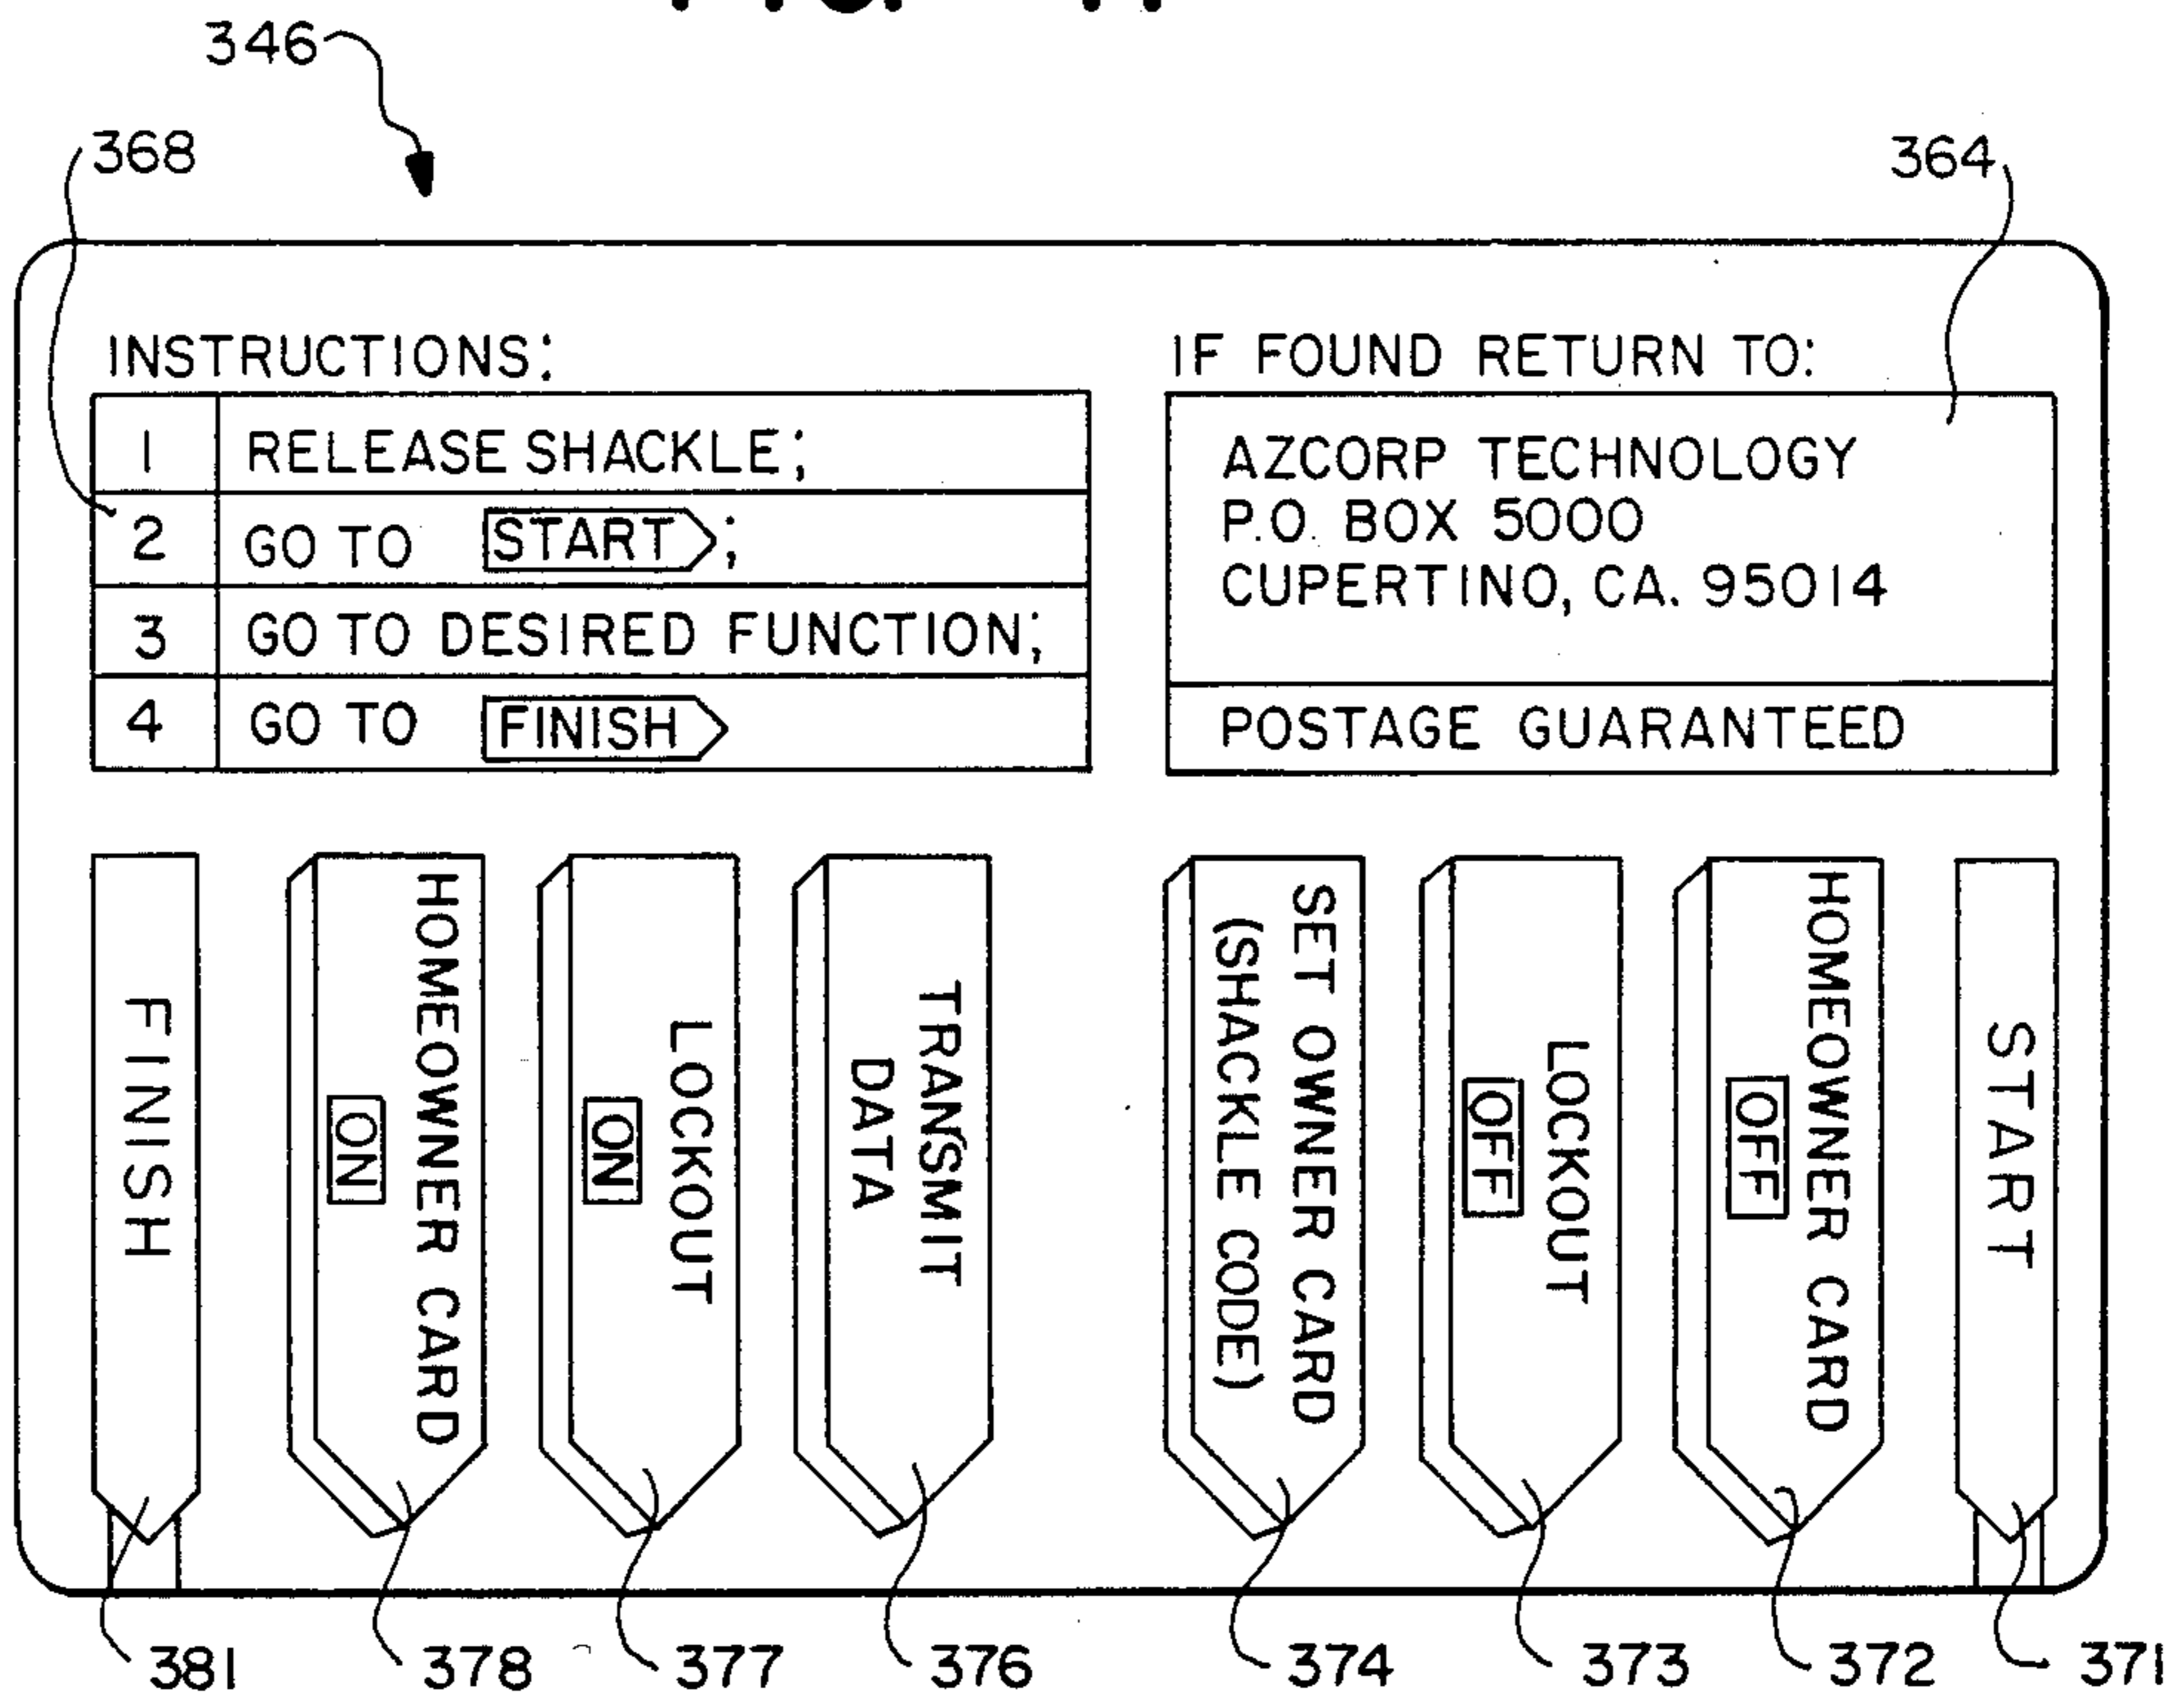 346
368
364
INSTRUCTIONS:
1 RELEASE SHACKLE;
2 GO TO START;
3 GO TO DESIRED FUNCTION;
4 GO TO FINISH
IF FOUND RETURN TO:
AZCORP TECHNOLOGY
P.O. BOX 5000
CUPERTINO, CA. 95014
POSTAGE GUARANTEED
FINISH
HOMEOWNER CARD
ON
LOCKOUT
ON
TRANSMIT
DATA
SET OWNER CARD
(SHACKLE CODE)
LOCKOUT
OFF
HOMEOWNER CARD
OFF
START
381
378
377
376
374
373
372
371